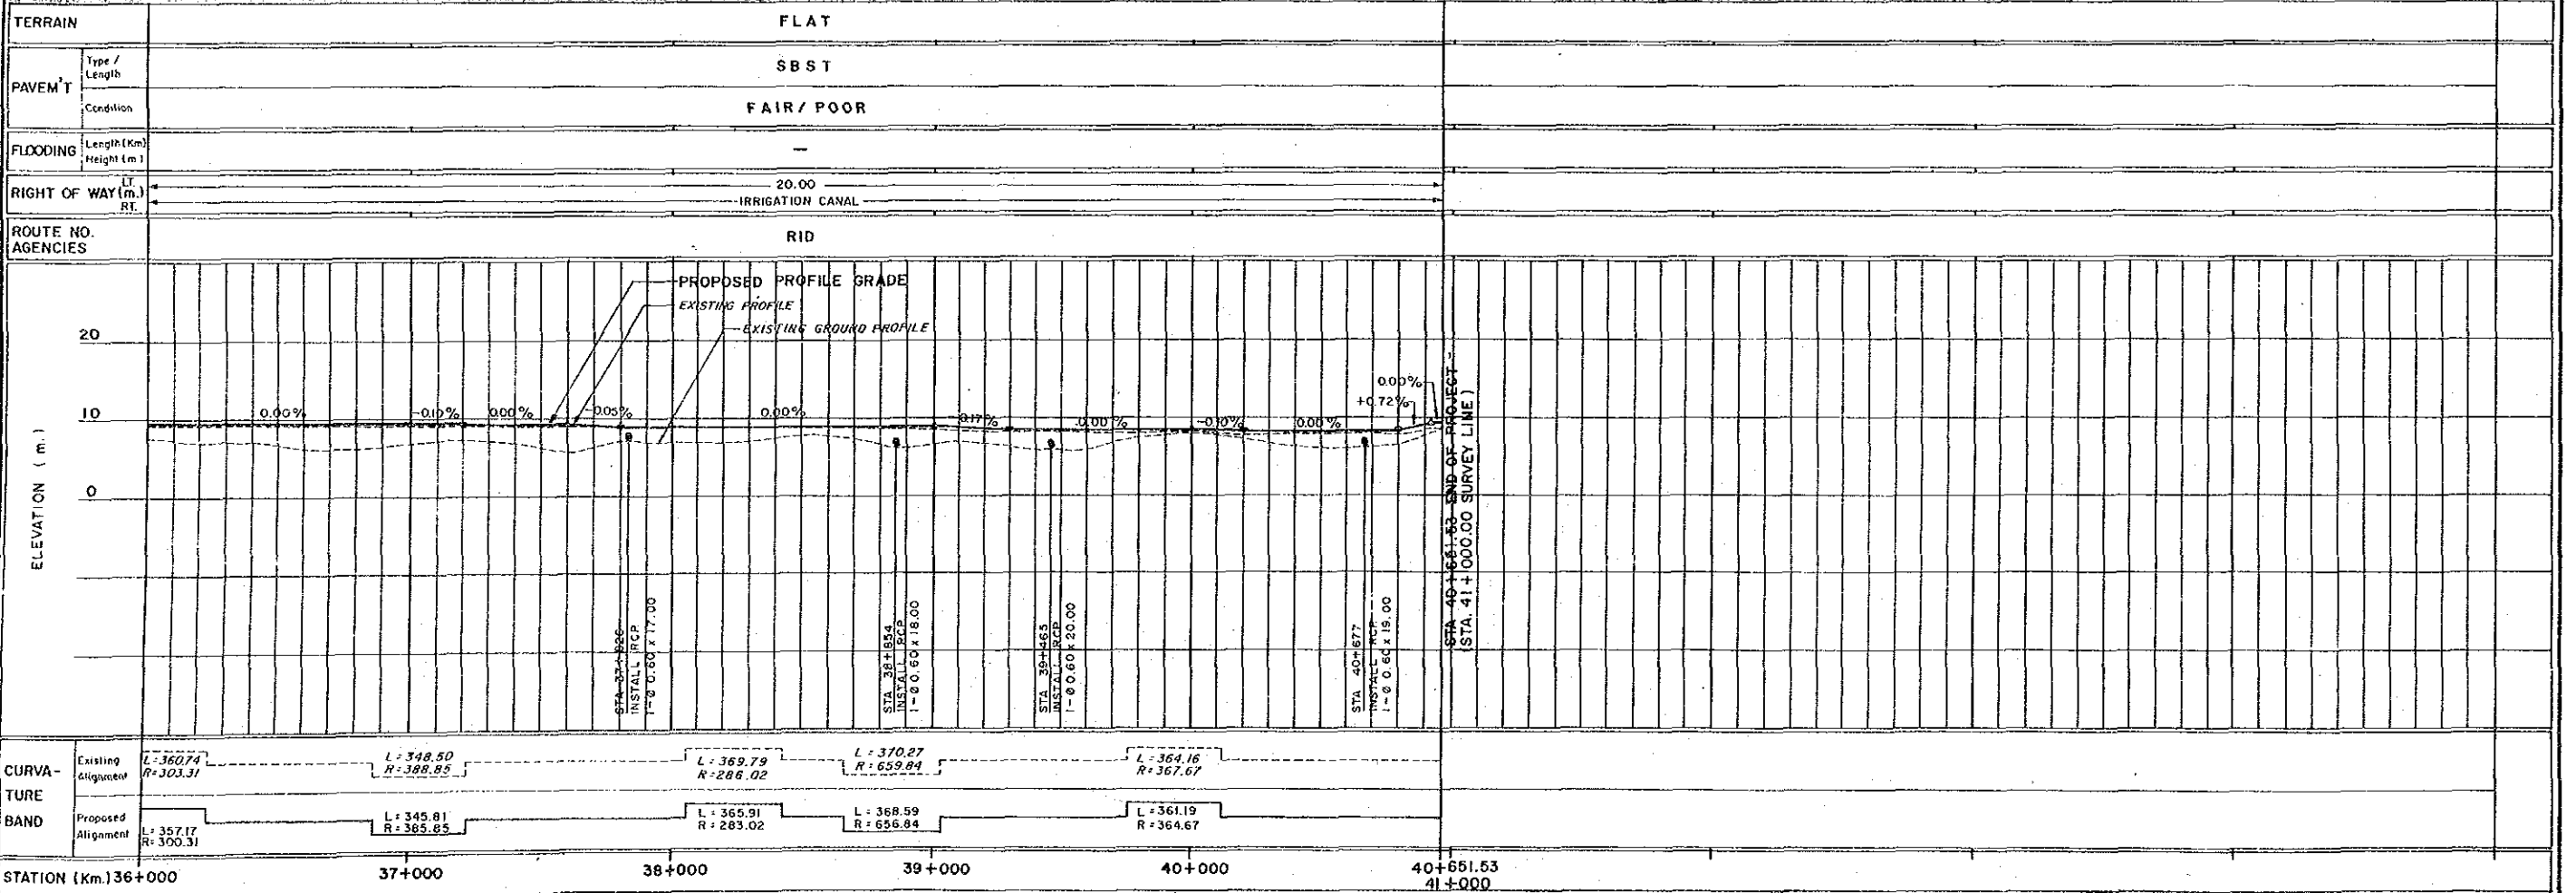 TERRAIN
FLAT
PAVEM'T
Type /
Length
SBST
Condition
FAIR/ POOR
FLOODING
Length (Km)
Height (m)
—
RIGHT OF WAY (m.)
LT.
RT.
20.00
IRRIGATION CANAL
ROUTE NO.
AGENCIES
RID
PROPOSED PROFILE GRADE
EXISTING PROFILE
EXISTING GROUND PROFILE
ELEVATION ( m.)
20
10
0
0.00%
-0.10%
0.00%
-0.05%
0.00%
-0.17%
0.00%
-0.10%
0.00%
+0.72%
0.00%
INSTALL RCP
1-Ø 0.60 x 17.00
STA 38+854
INSTALL RCP
1-Ø 0.60 x 18.00
STA 39+465
INSTALL RCP
1-Ø 0.60 x 20.00
STA 40+677
INSTALL RCP
1-Ø 0.60 x 19.00
STA 40+651.53 END OF PROJECT
(STA. 41+000.00 SURVEY LINE)
CURVA-
TURE
BAND
Existing
Alignment
L=360.74
R=303.31
L=348.50
R=388.85
L=369.79
R=286.02
L=370.27
R=659.84
L=364.16
R=367.67
Proposed
Alignment
L=357.17
R=300.31
L=345.81
R=385.85
L=365.91
R=283.02
L=368.59
R=656.84
L=361.19
R=364.67
STATION (Km.) 36+000
37+000
38+000
39+000
40+000
40+651.53
41+000